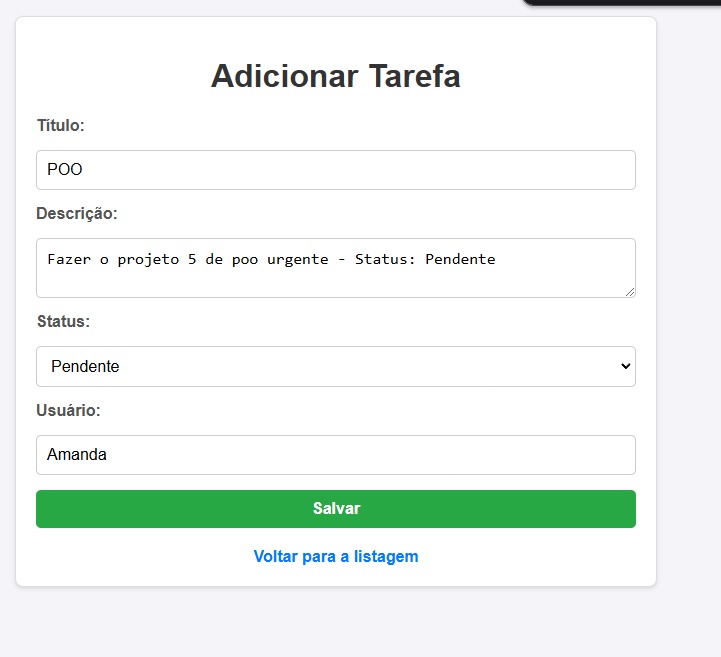 Adicionar Tarefa
Título:
POO
Descrição:
Fazer o projeto 5 de poo urgente - Status: Pendente
Status:
Pendente
Usuário:
Amanda
Salvar
Voltar para a listagem